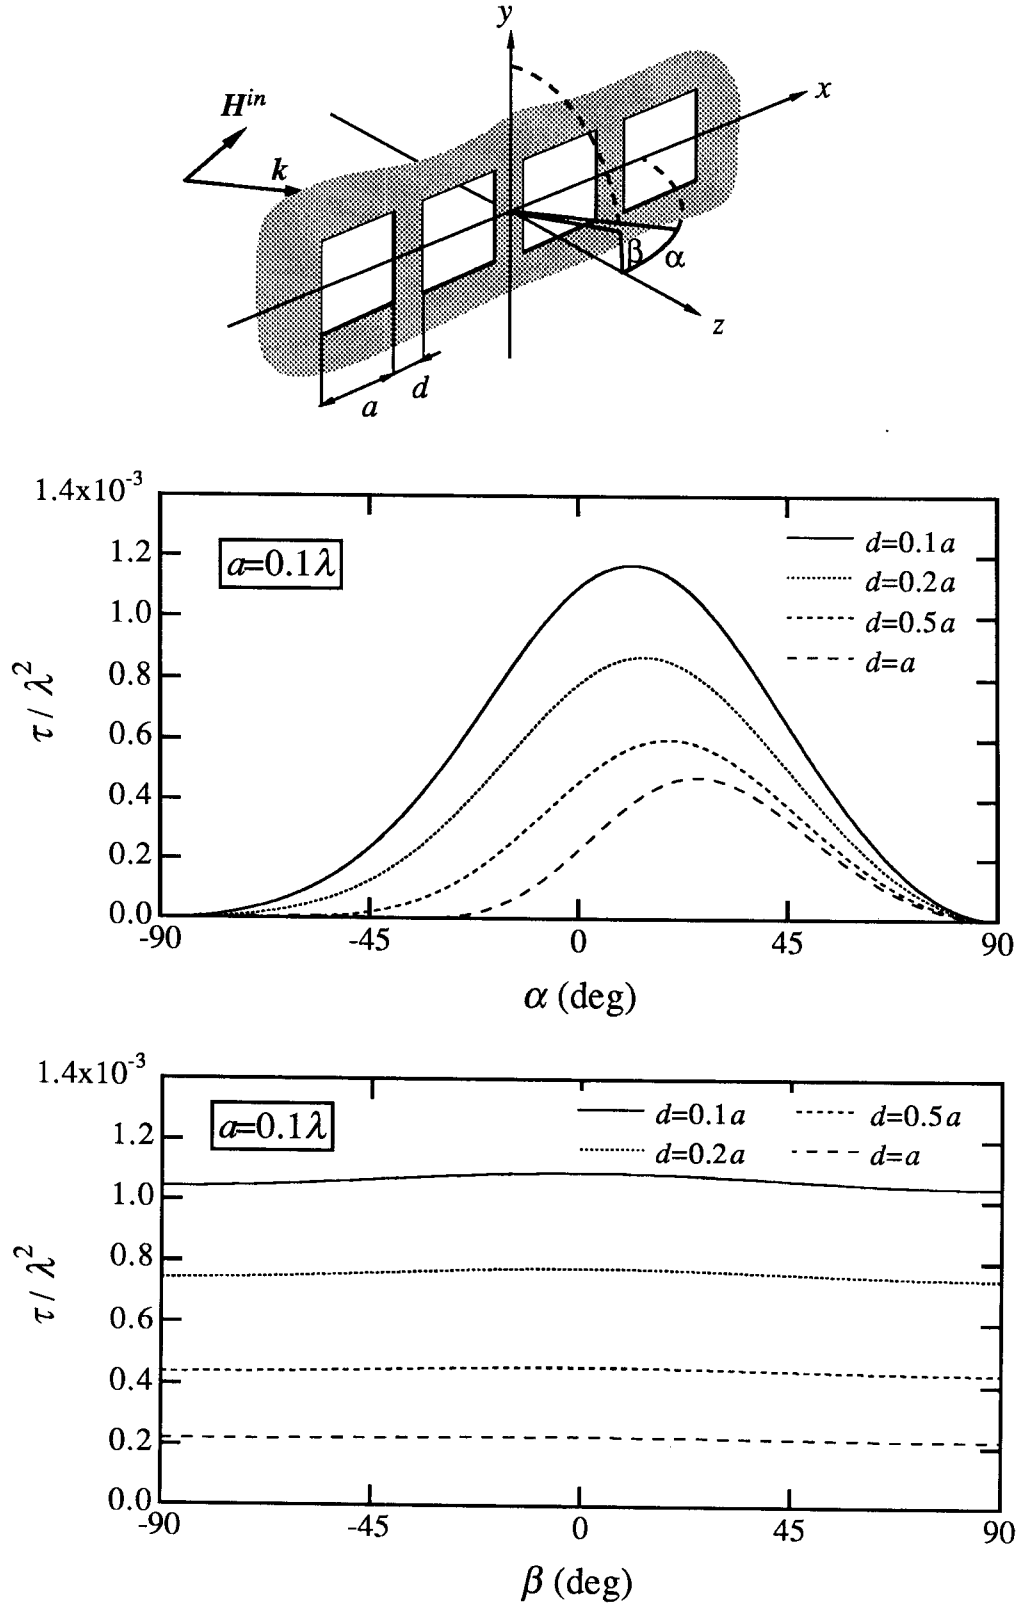 y
x
H^{in}
k
β
α
z
a
d
1.4x10^{-3}
a=0.1λ
d=0.1a
1.2
d=0.2a
1.0
d=0.5a
0.8
d=a
τ / λ^2
0.6
0.4
0.2
0.0
-90 -45 0 45 90
α (deg)
1.4x10^{-3}
a=0.1λ
d=0.1a d=0.5a
1.2
d=0.2a d=a
1.0
0.8
τ / λ^2
0.6
0.4
0.2
0.0
-90 -45 0 45 90
β (deg)